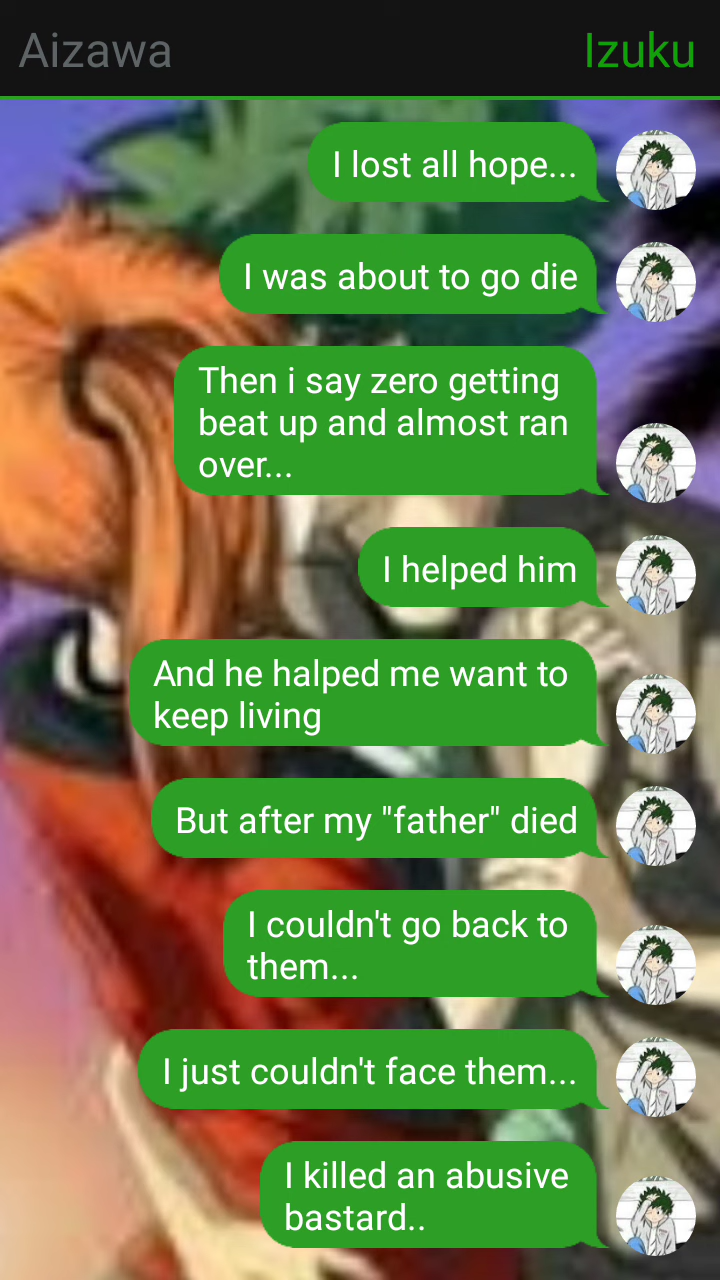 Aizawa
Izuku
I lost all hope...
I was about to go die
Then i say zero getting
beat up and almost ran
over...
I helped him
And he halped me want to
keep living
But after my "father" died
I couldn't go back to
them...
I just couldn't face them...
I killed an abusive
bastard..